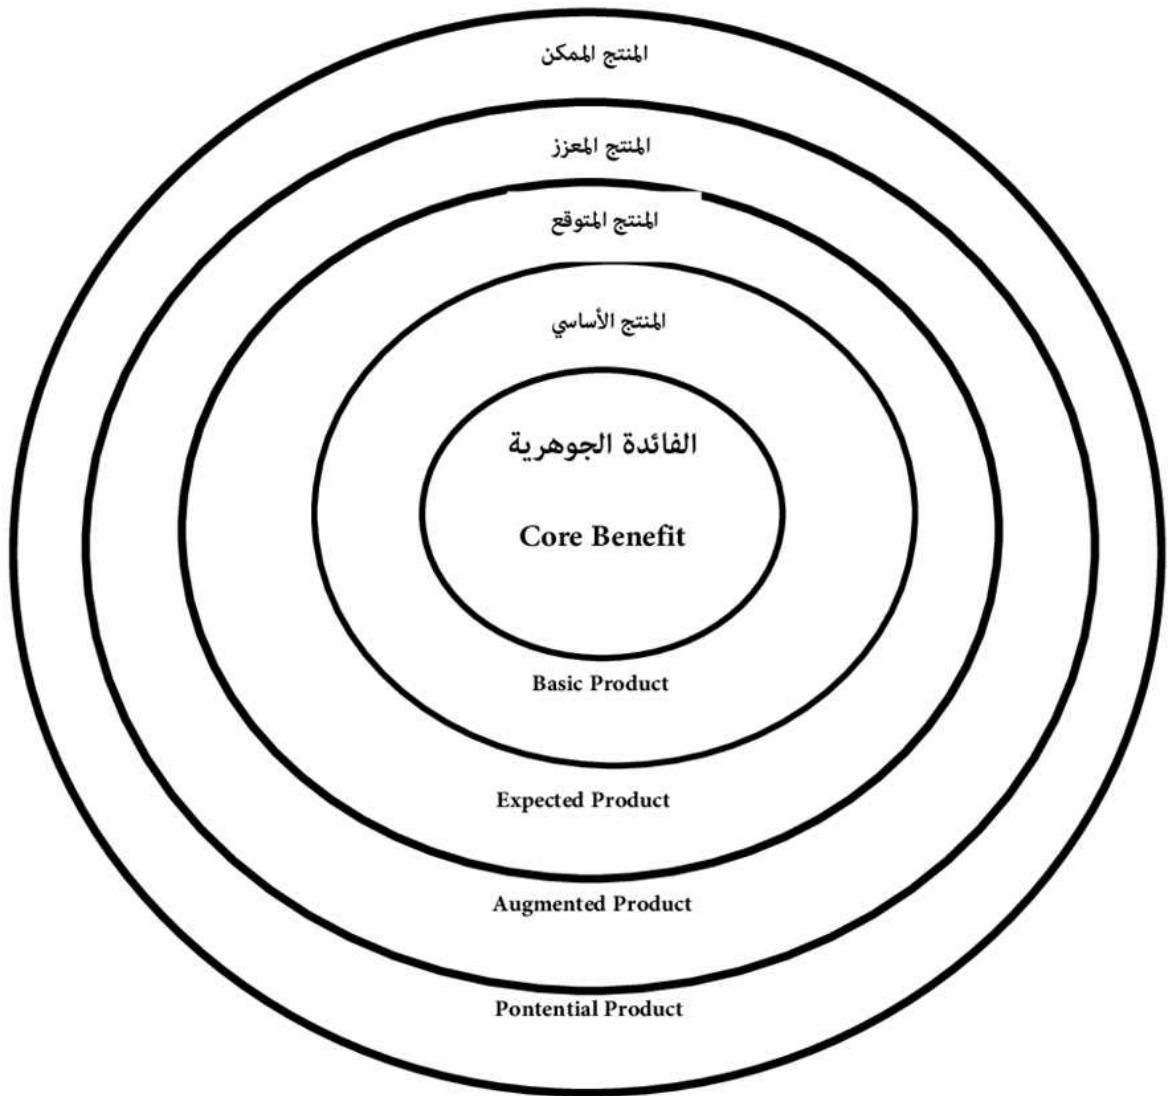 المنتج الممكن
المنتج المعزز
المنتج المتوقع
المنتج الأساسي
الفائدة الجوهرية
Core Benefit
Basic Product
Expected Product
Augmented Product
Pontential Product